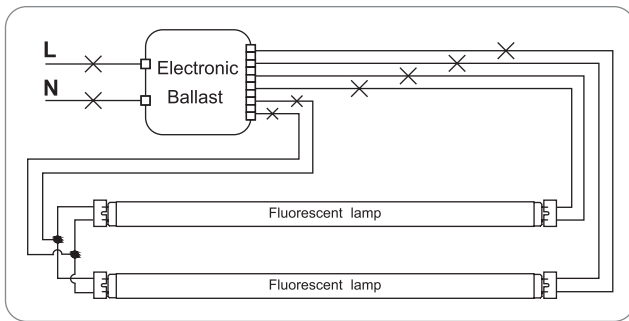 L
N
Electronic
Ballast
Fluorescent lamp
Fluorescent lamp